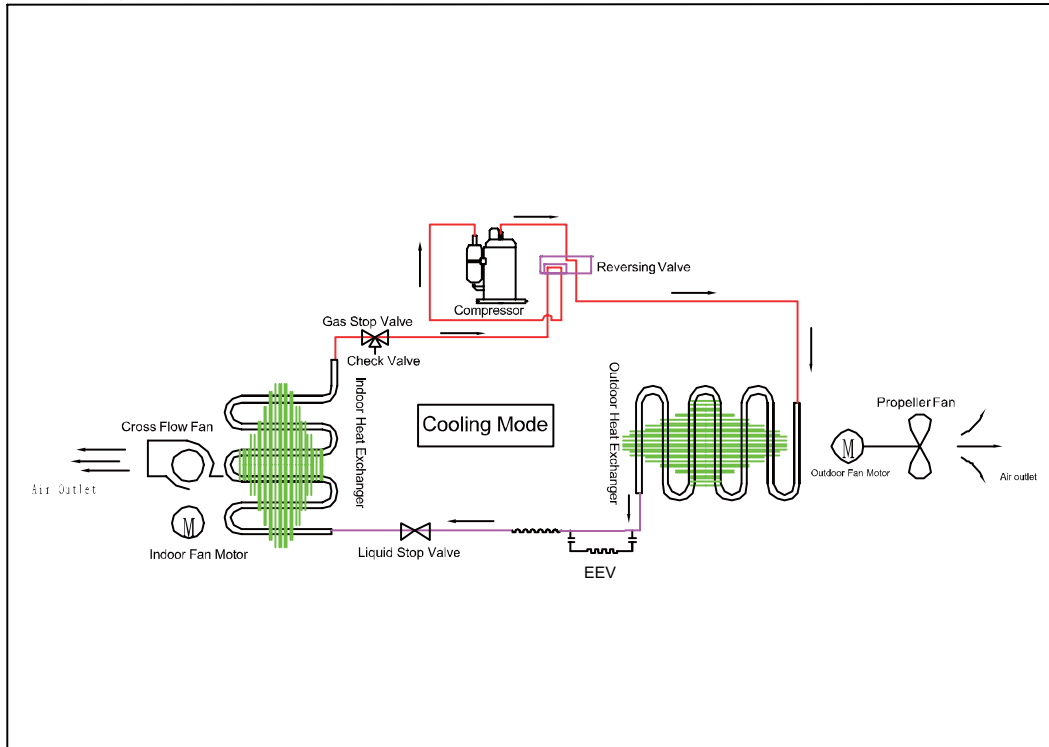 Reversing Valve
Compressor
Gas Stop Valve
Check Valve
Indoor Heat Exchanger
Outdoor Heat Exchanger
Cooling Mode
Propeller Fan
Cross Flow Fan
M
Outdoor Fan Motor
Air outlet
Air Outlet
M
Indoor Fan Motor
Liquid Stop Valve
EEV